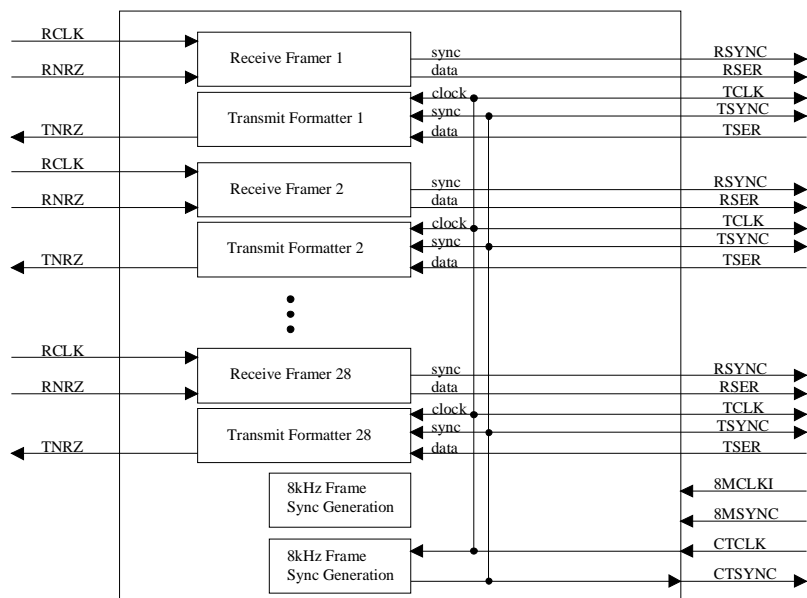 RCLK
Receive Framer 1
sync
RSYNC
RNRZ
data
RSER
clock
TCLK
Transmit Formatter 1
sync
TSYNC
TNRZ
data
TSER
RCLK
Receive Framer 2
sync
RSYNC
RNRZ
data
RSER
clock
TCLK
Transmit Formatter 2
sync
TSYNC
TNRZ
data
TSER
RCLK
Receive Framer 28
sync
RSYNC
RNRZ
data
RSER
clock
TCLK
Transmit Formatter 28
sync
TSYNC
TNRZ
data
TSER
8kHz Frame
Sync Generation
8MCLKI
8MSYNC
8kHz Frame
Sync Generation
CTCLK
CTSYNC